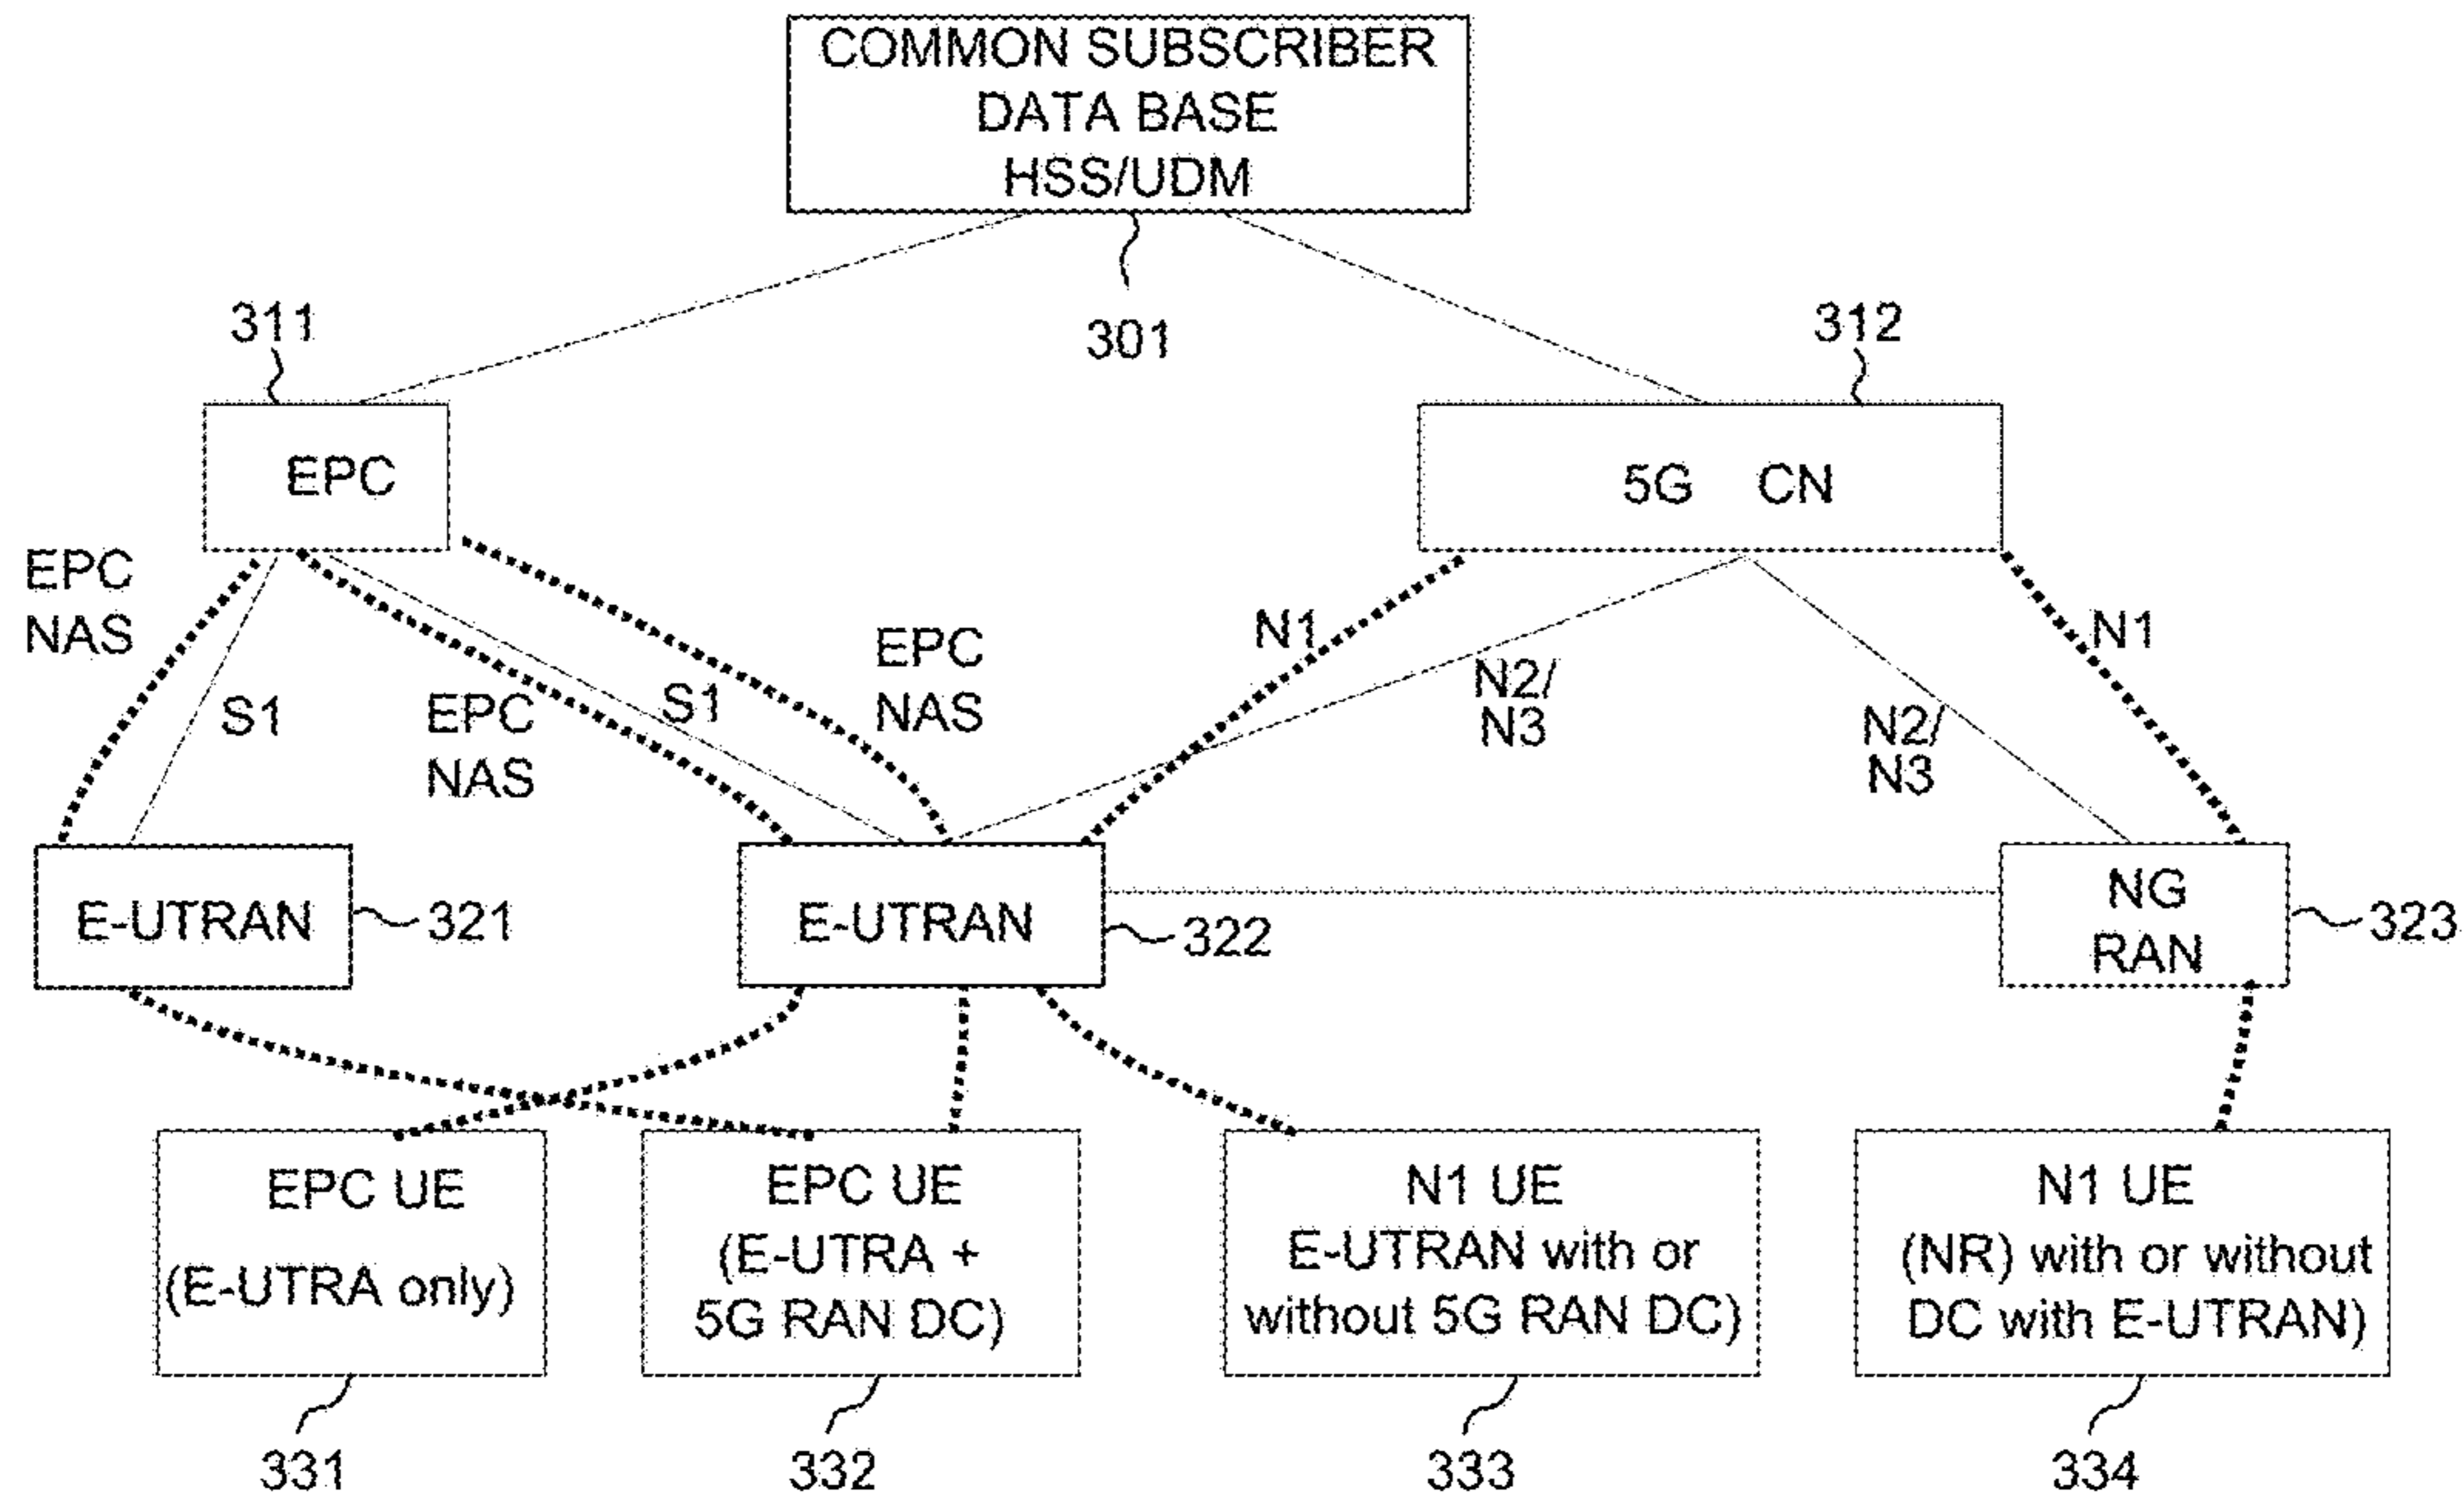 COMMON SUBSCRIBER
DATA BASE
HSS/UDM
301
311
312
EPC
5G CN
EPC
NAS
S1
EPC
NAS
S1
EPC
NAS
N1
N2/
N3
N2/
N3
N1
E-UTRAN
321
E-UTRAN
322
NG
RAN
323
EPC UE
(E-UTRA only)
331
EPC UE
(E-UTRA +
5G RAN DC)
332
N1 UE
E-UTRAN with or
without 5G RAN DC)
333
N1 UE
(NR) with or without
DC with E-UTRAN)
334